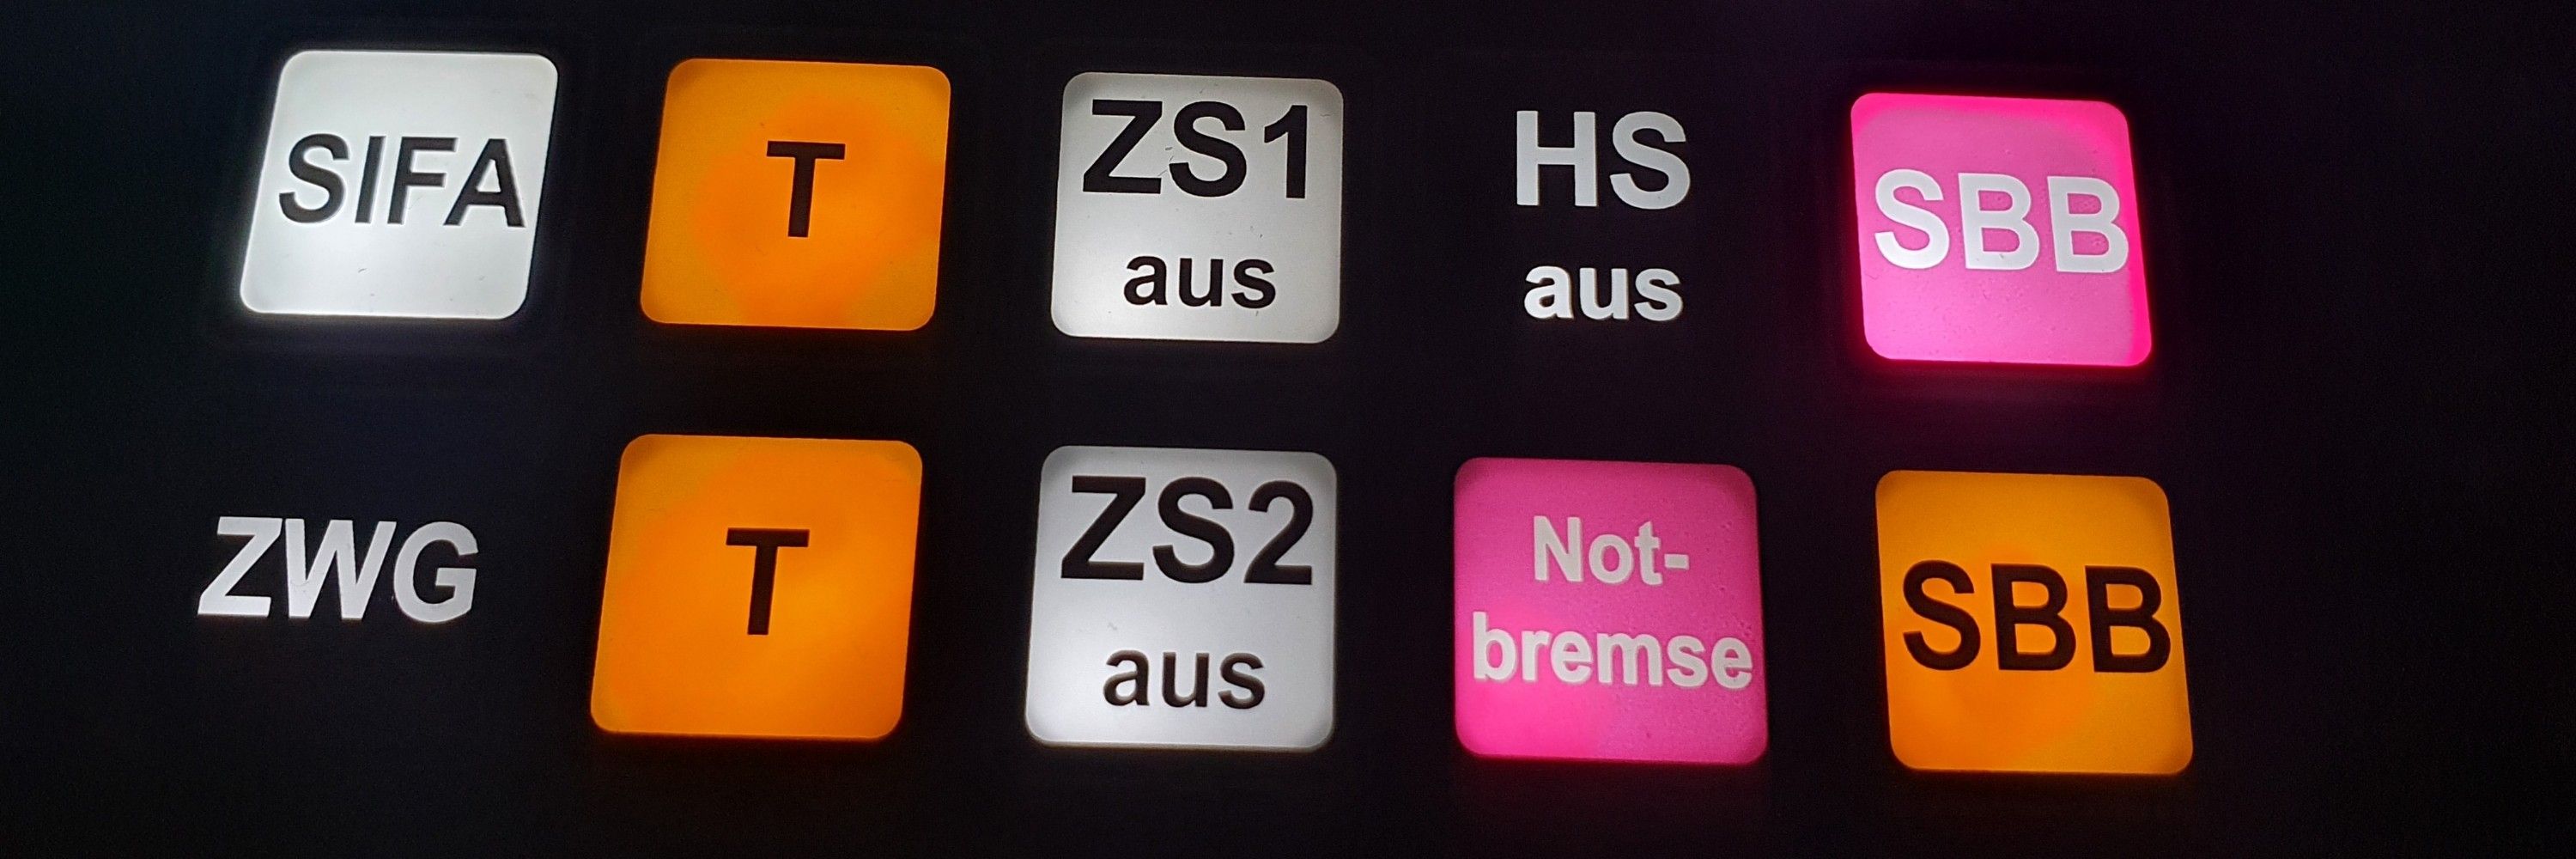 SIFA
T
ZS1
aus
HS
aus
SBB
ZWG
T
ZS2
aus
Not-
bremse
SBB